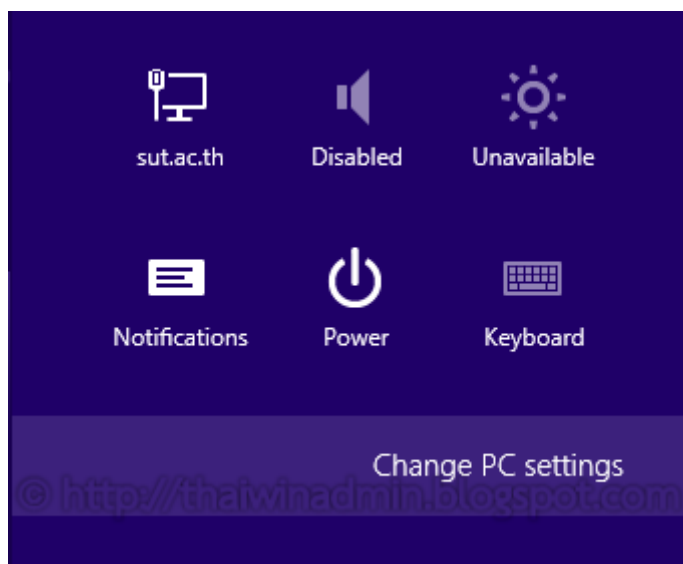 sut.ac.th Disabled Unavailable
Notifications Power Keyboard
Change PC settings
© http://thaiwinadmin.blogspot.com